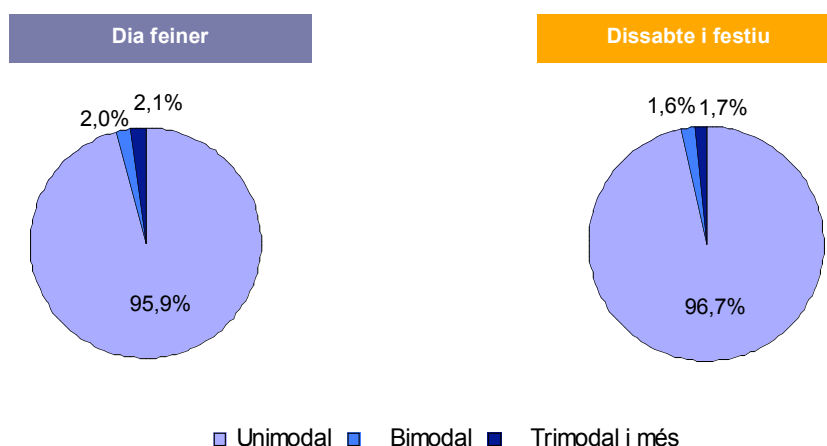 Dia feiner
Dissabte i festiu
2,0%
2,1%
1,6%
1,7%
95,9%
96,7%
Unimodal Bimodal Trimodal i més